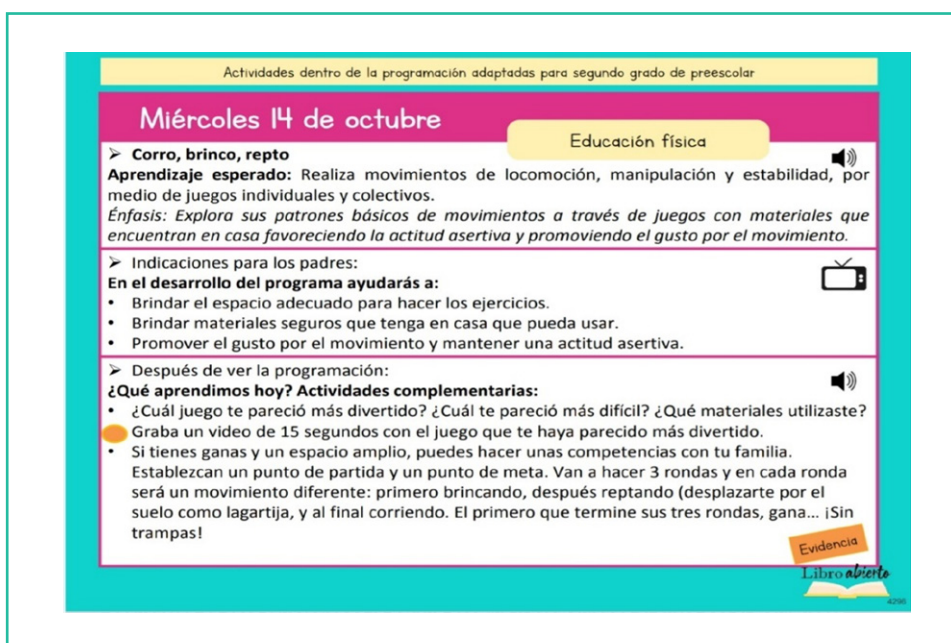 Actividades dentro de la programación adaptadas para segundo grado de preescolar
Miércoles 14 de octubre
Educación física
➢ Corro, brinco, repto
Aprendizaje esperado: Realiza movimientos de locomoción, manipulación y estabilidad, por
medio de juegos individuales y colectivos.
Énfasis: Explora sus patrones básicos de movimientos a través de juegos con materiales que
encuentran en casa favoreciendo la actitud asertiva y promoviendo el gusto por el movimiento.
➢ Indicaciones para los padres:
En el desarrollo del programa ayudarás a:
• Brindar el espacio adecuado para hacer los ejercicios.
• Brindar materiales seguros que tenga en casa que pueda usar.
• Promover el gusto por el movimiento y mantener una actitud asertiva.
➢ Después de ver la programación:
¿Qué aprendimos hoy? Actividades complementarias:
• ¿Cuál juego te pareció más divertido? ¿Cuál te pareció más difícil? ¿Qué materiales utilizaste?
Graba un video de 15 segundos con el juego que te haya parecido más divertido.
• Si tienes ganas y un espacio amplio, puedes hacer unas competencias con tu familia.
Establezcan un punto de partida y un punto de meta. Van a hacer 3 rondas y en cada ronda
será un movimiento diferente: primero brincando, después reptando (desplazarte por el
suelo como lagartija, y al final corriendo. El primero que termine sus tres rondas, gana... ¡Sin
trampas!
Evidencia
Libro abierto
4296